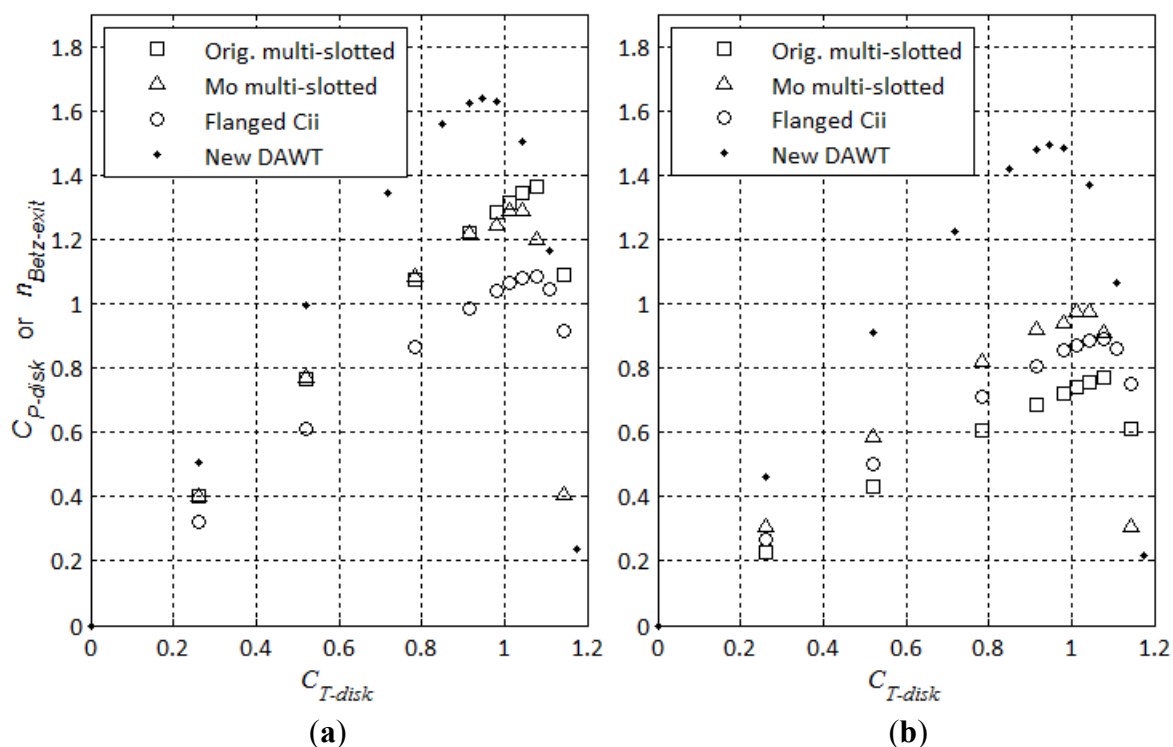 C_P-disk or n_Betz-exit
1.8
1.6
1.4
1.2
1
0.8
0.6
0.4
0.2
0
Orig. multi-slotted
Mo multi-slotted
Flanged Cii
New DAWT
0 0.2 0.4 0.6 0.8 1 1.2
C_T-disk
(a)
1.8
1.6
1.4
1.2
1
0.8
0.6
0.4
0.2
0
Orig. multi-slotted
Mo multi-slotted
Flanged Cii
New DAWT
0 0.2 0.4 0.6 0.8 1 1.2
C_T-disk
(b)